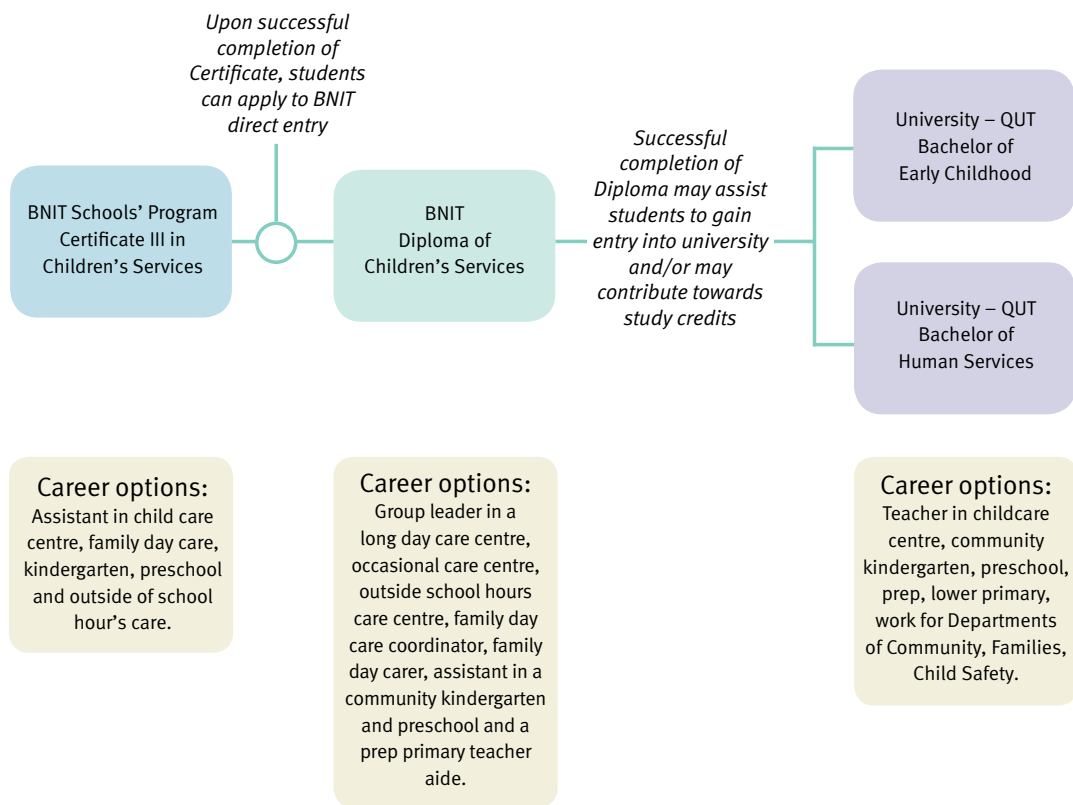 Upon successful
completion of
Certificate, students
can apply to BNIT
direct entry
BNIT Schools’ Program
Certificate III in
Children’s Services
BNIT
Diploma of
Children’s Services
Successful
completion of
Diploma may assist
students to gain
entry into university
and/or may
contribute towards
study credits
University – QUT
Bachelor of
Early Childhood
University – QUT
Bachelor of
Human Services
Career options:
Assistant in child care
centre, family day care,
kindergarten, preschool
and outside of school
hour’s care.
Career options:
Group leader in a
long day care centre,
occasional care centre,
outside school hours
care centre, family day
care coordinator, family
day carer, assistant in a
community kindergarten
and preschool and a
prep primary teacher
aide.
Career options:
Teacher in childcare
centre, community
kindergarten, preschool,
prep, lower primary,
work for Departments
of Community, Families,
Child Safety.